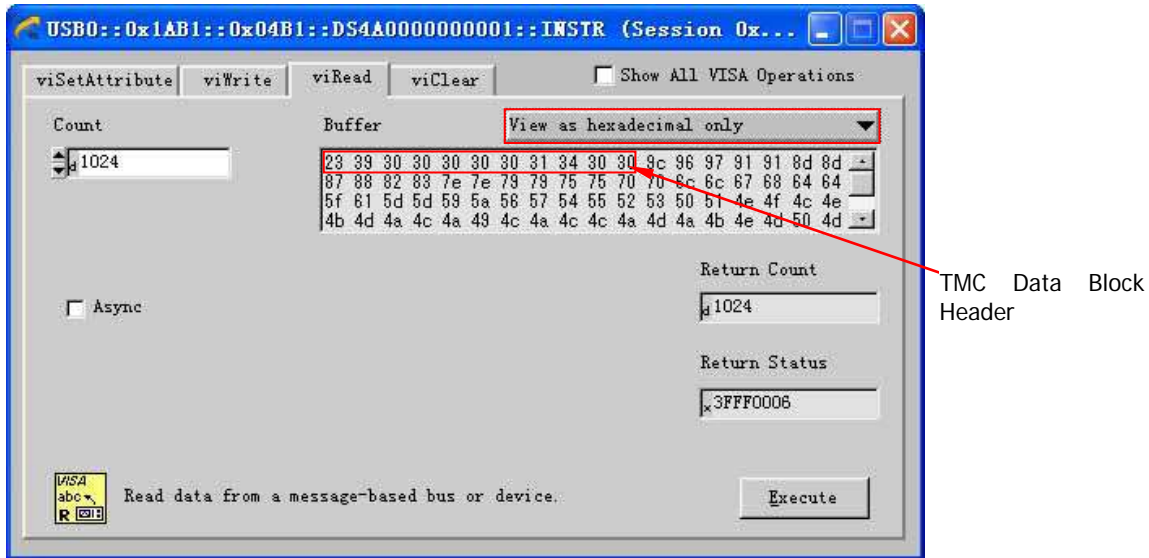 USB0::0x1AB1::0x04B1::DS4A0000000001::INSTR (Session 0x...
viSetAttribute viWrite viRead viClear Show All VISA Operations
Count Buffer View as hexadecimal only
d 1024
23 39 30 30 30 30 30 31 34 30 30 9c 96 97 91 91 8d 8d
87 88 82 83 7e 7e 79 79 75 75 70 70 6c 6c 67 68 64 64
5f 61 5d 5d 59 5a 56 57 54 55 52 53 50 51 4e 4f 4c 4e
4b 4d 4a 4c 4a 49 4c 4a 4c 4c 4a 4d 4a 4b 4e 4d 50 4d
Return Count
TMC Data Block
Header
Async
d 1024
Return Status
x 3FFF0006
VISA
abc
R
Read data from a message-based bus or device.
Execute